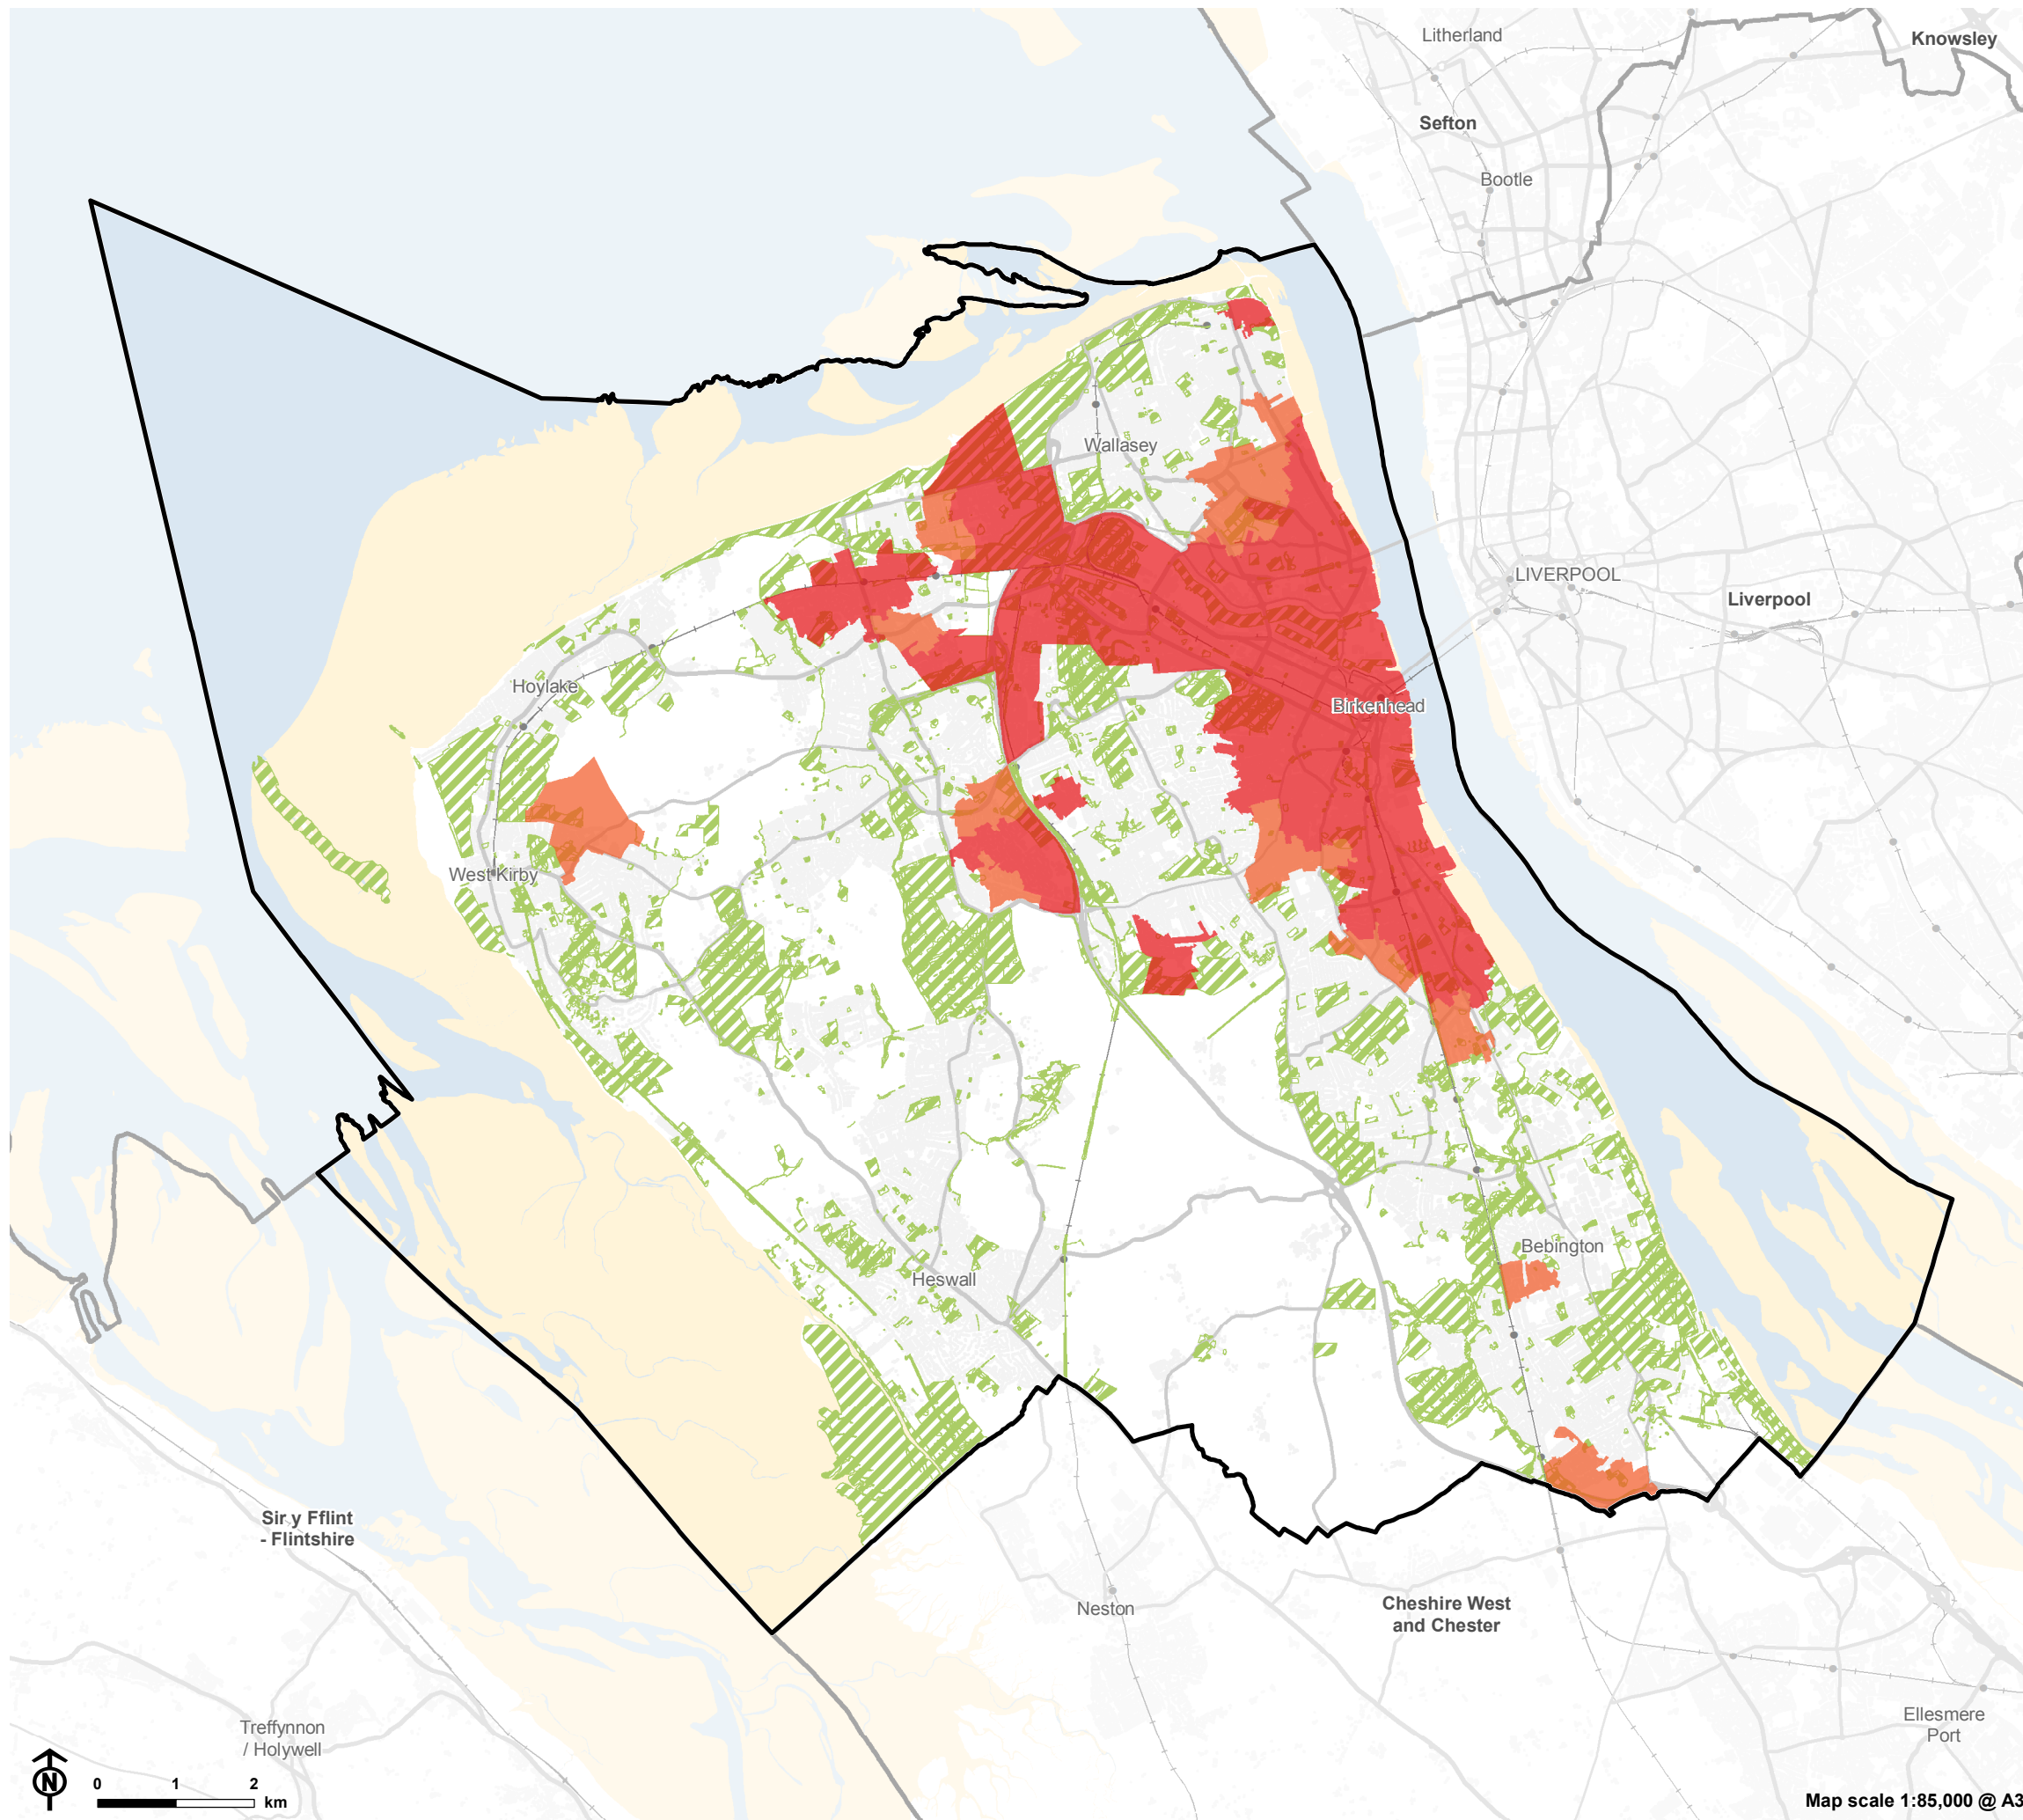 Litherland
Knowsley
Sefton
Bootle
Wallasey
LIVERPOOL
Liverpool
Hoylake
Birkenhead
West Kirby
Bebington
Heswall
Sir y Fflint
- Flintshire
Neston
Cheshire West
and Chester
Treffynnon
/ Holywell
Ellesmere
Port
N
0 1 2
km
Map scale 1:85,000 @ A3